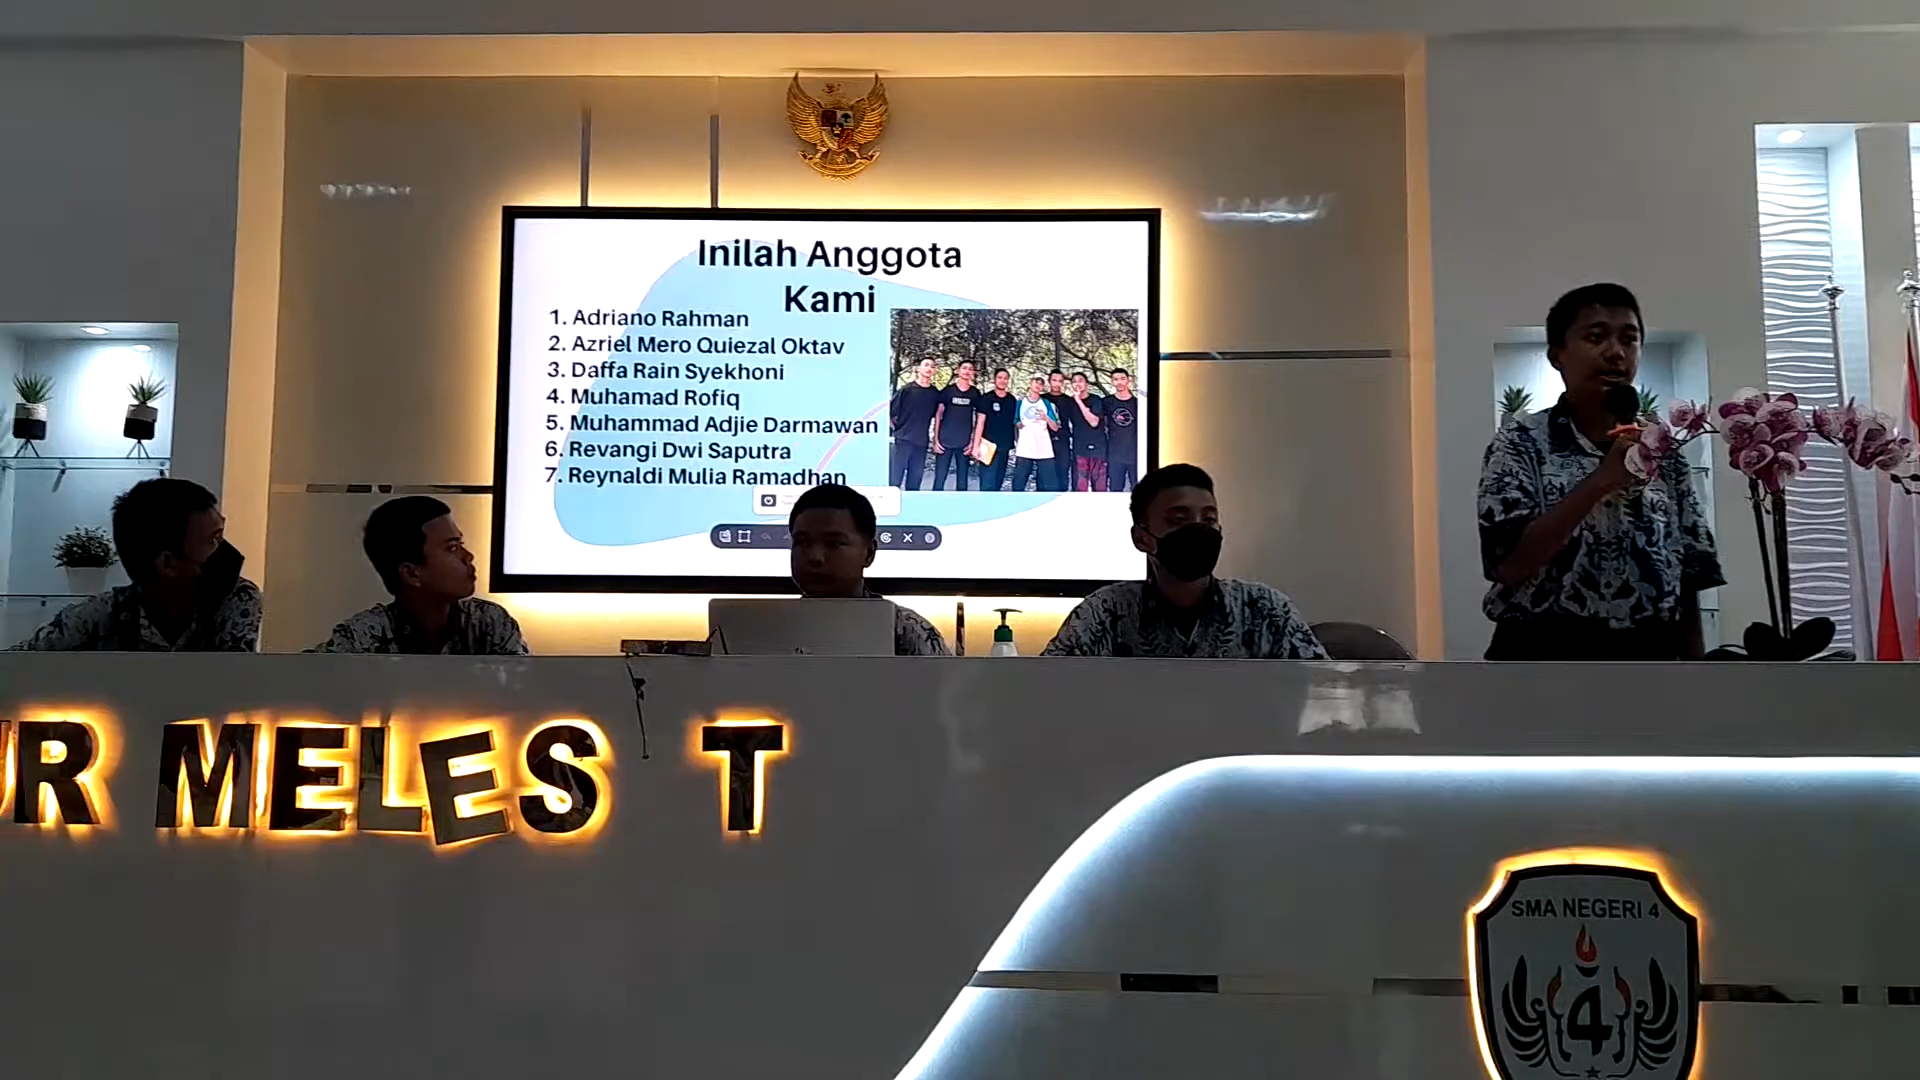 Inilah Anggota
Kami
1. Adriano Rahman
2. Azriel Mero Quiezal Oktav
3. Daffa Rain Syekhoni
4. Muhamad Rofiq
5. Muhammad Adjie Darmawan
6. Revangi Dwi Saputra
7. Reynaldi Mulia Ramadhan
UR MELES T
SMA NEGERI 4
4